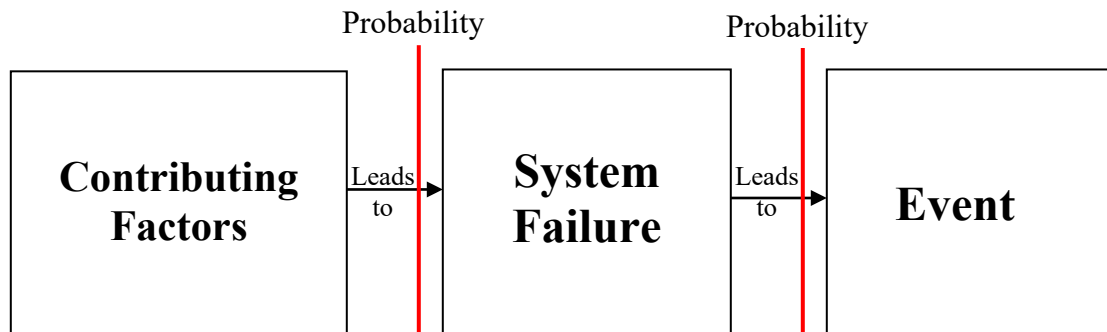 Probability
Probability
Contributing
Factors
Leads
to
System
Failure
Leads
to
Event